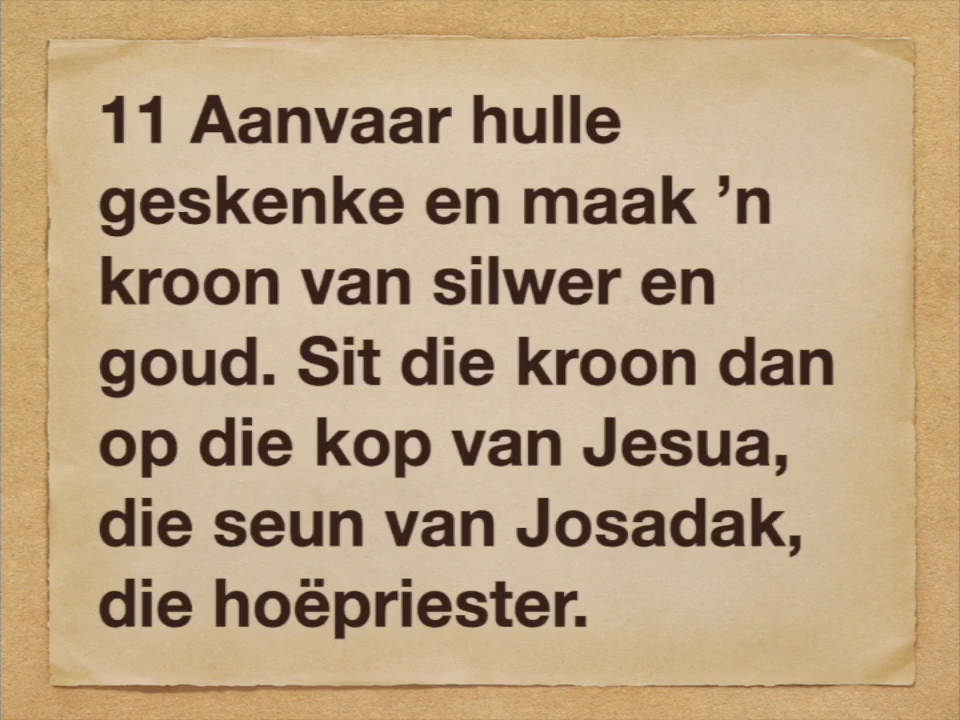 11 Aanvaar hulle
geskenke en maak ’n
kroon van silwer en
goud. Sit die kroon dan
op die kop van Jesua,
die seun van Josadak,
die hoëpriester.